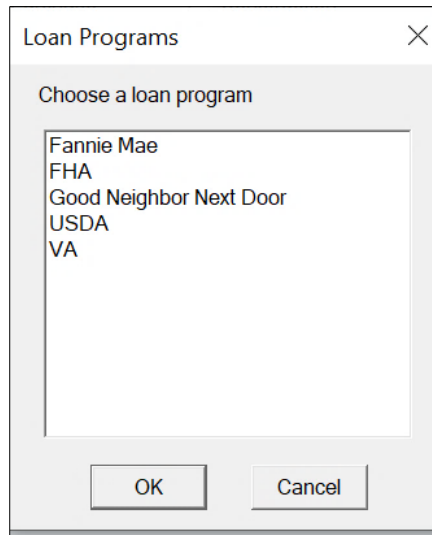 Loan Programs
Choose a loan program
Fannie Mae
FHA
Good Neighbor Next Door
USDA
VA
OK Cancel